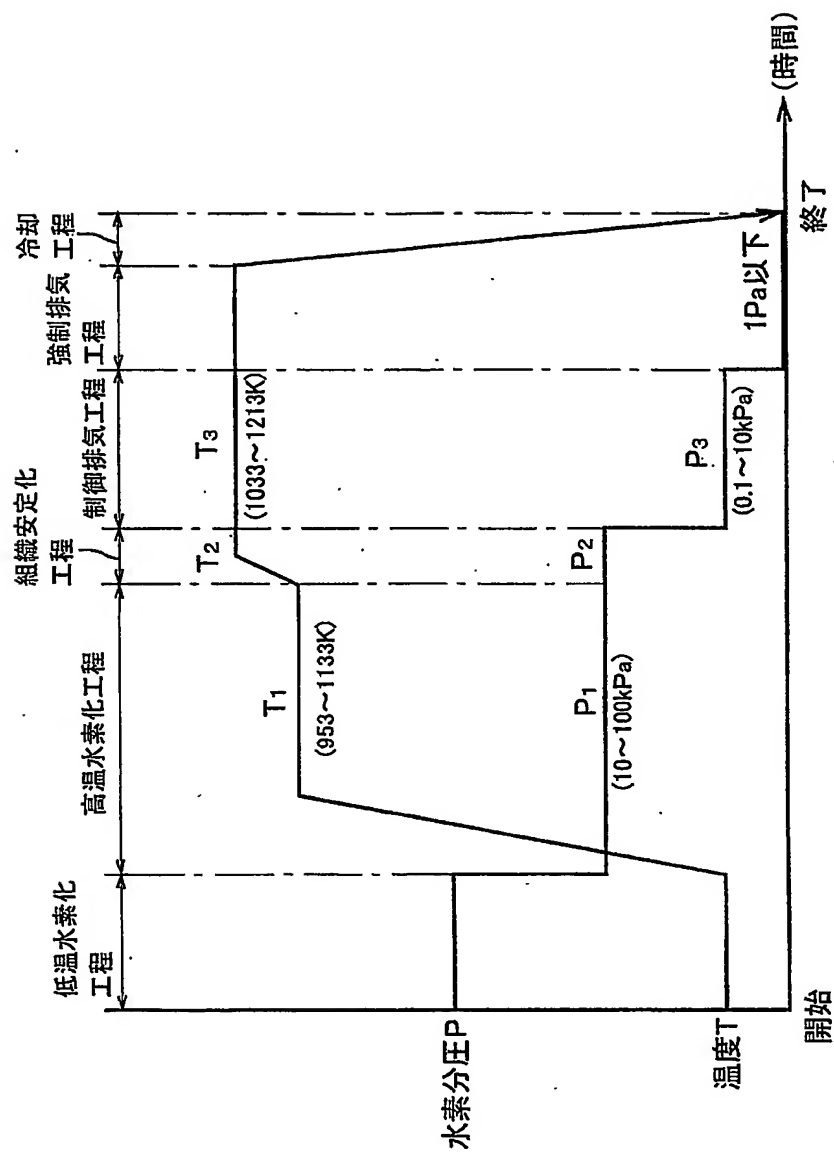 低温水素化
工程
高温水素化工程
組織安定化
工程
制御排気工程
強制排気
工程
冷却
工程
T1
(953～1133K)
T2
T3
(1033～1213K)
水素分圧P
P1
(10～100kPa)
P2
P3
(0.1～10kPa)
1Pa以下
温度T
開始
終了
(時間)